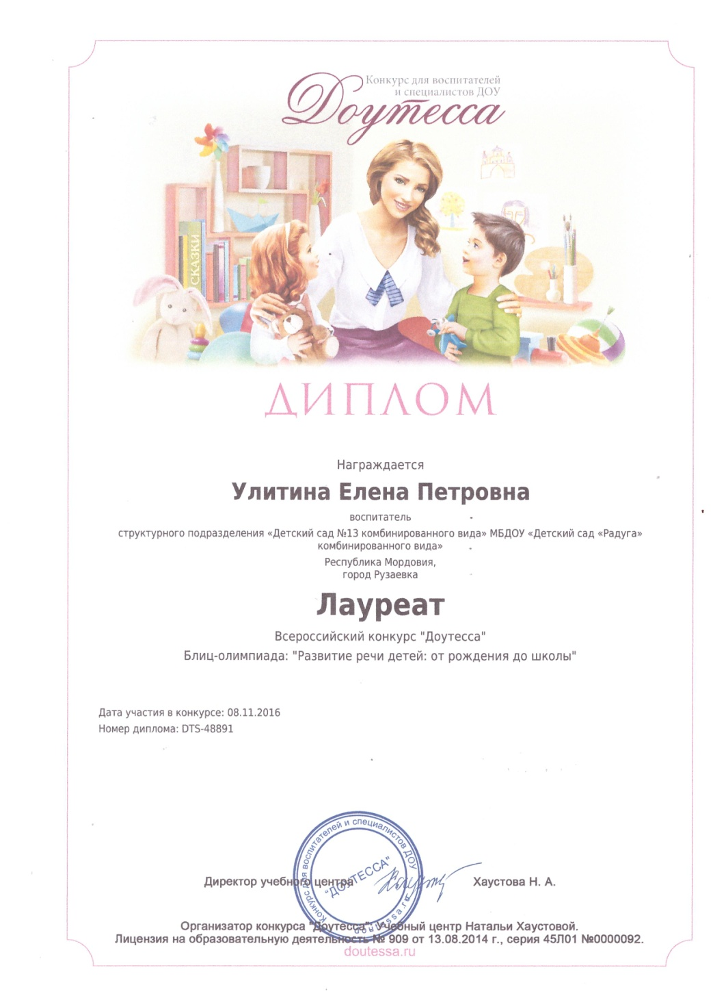 Конкурс для воспитателей
и специалистов ДОУ
Доутесса
СКАЗКИ
ДИПЛОМ
Награждается
Улитина Елена Петровна
воспитатель
структурного подразделения «Детский сад №13 комбинированного вида» МБДОУ «Детский сад «Радуга»
комбинированного вида»
Республика Мордовия,
город Рузаевка
Лауреат
Всероссийский конкурс "Доутесса"
Блиц-олимпиада: "Развитие речи детей: от рождения до школы"
Дата участия в конкурсе: 08.11.2016
Номер диплома: DTS-48891
Конкурс для воспитателей и специалистов ДОУ
"ДОУТЕССА"
doutessa.ru
Директор учебного центра
Хаустова Н. А.
Организатор конкурса "Доутесса": Учебный центр Натальи Хаустовой.
Лицензия на образовательную деятельность № 909 от 13.08.2014 г., серия 45Л01 №0000092.
doutessa.ru